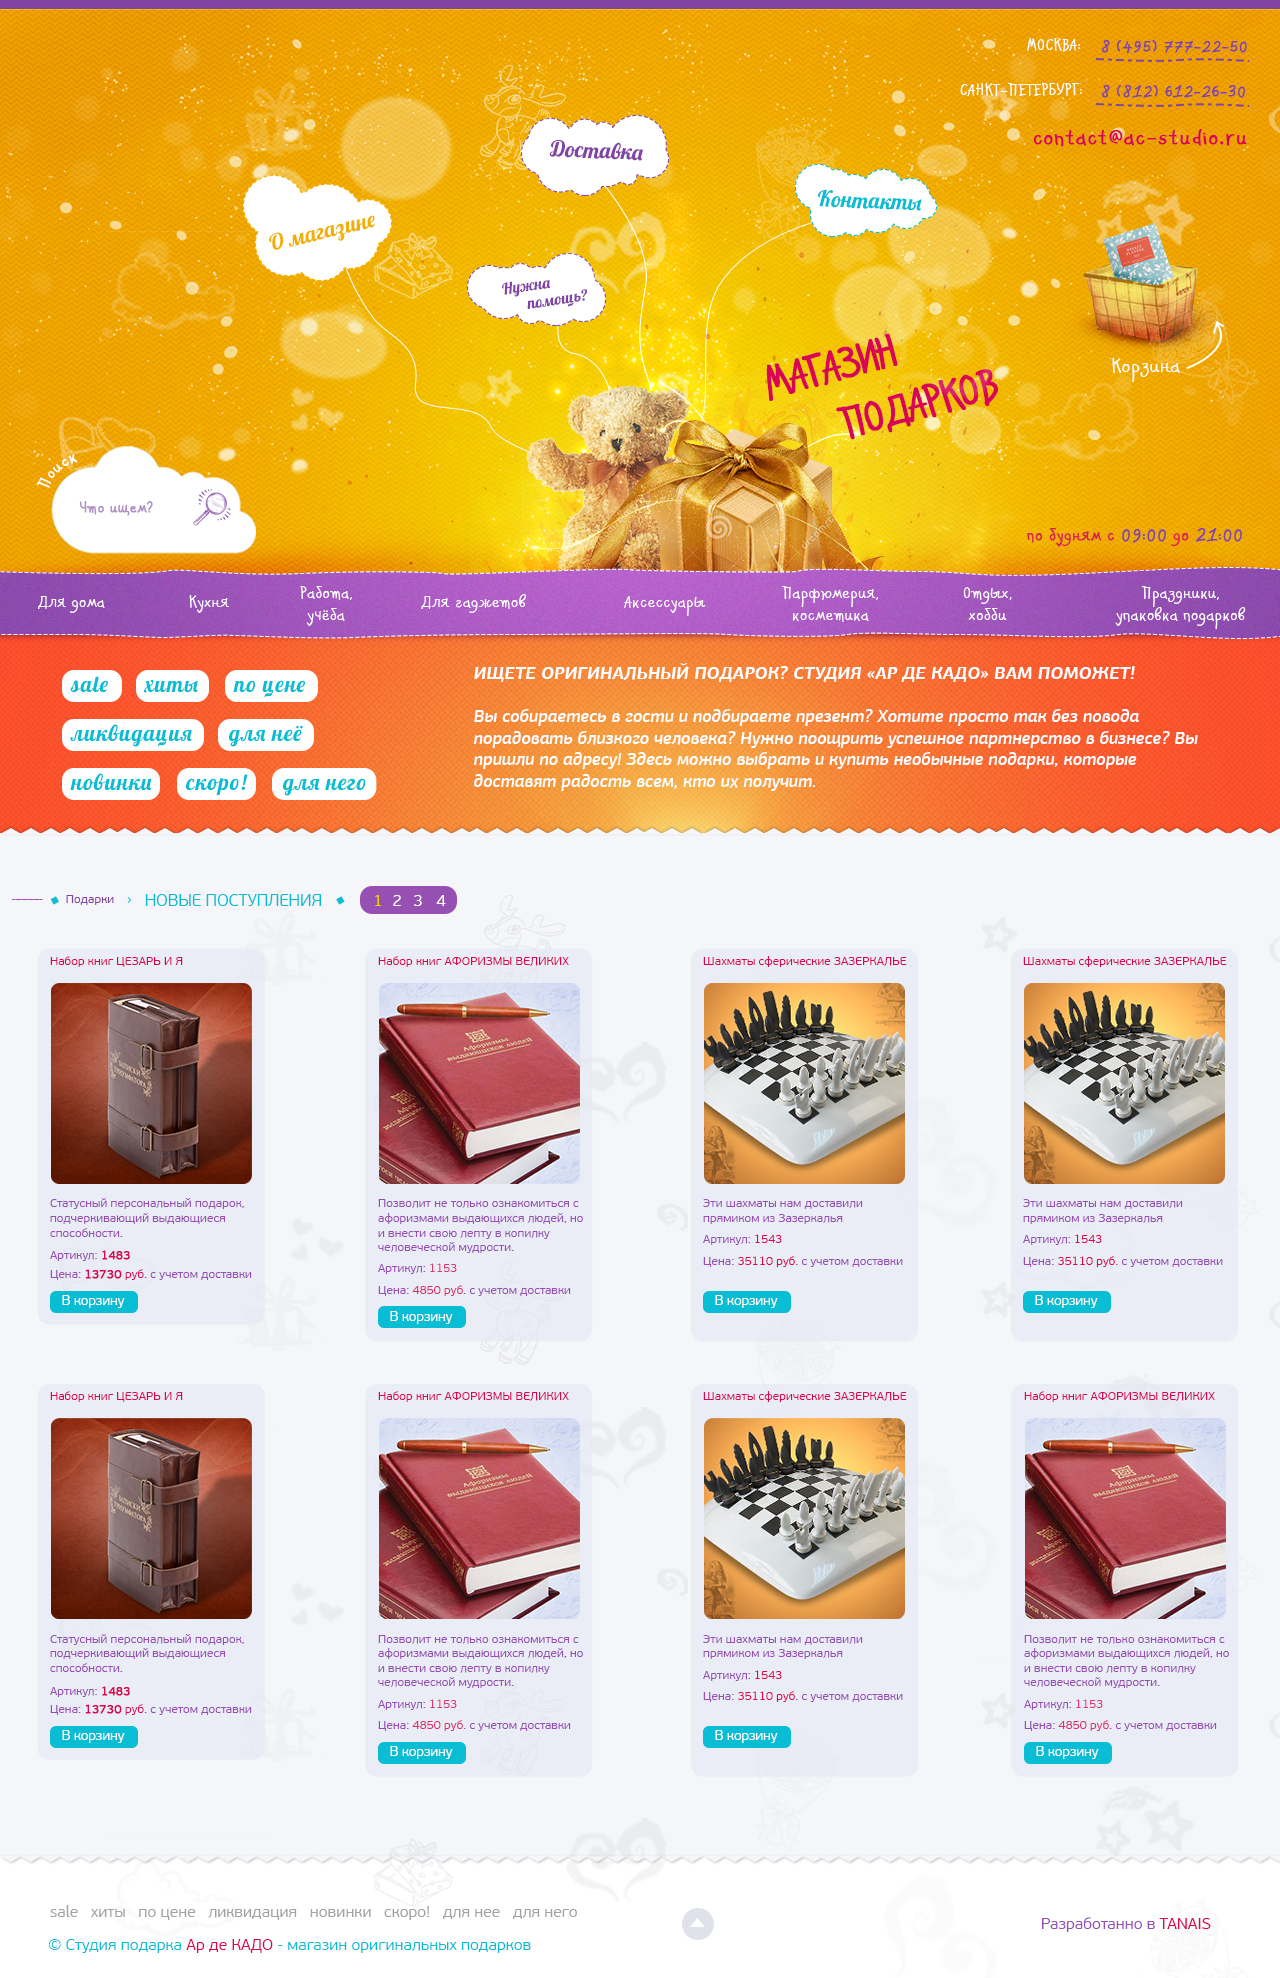 МОСКВА: 8 (495) 777-22-50
САНКТ-ПЕТЕРБУРГ: 8 (812) 612-26-30
contact@ac-studio.ru
Доставка
О магазине
Контакты
Нужна
помощь?
МАГАЗИН
ПОДАРКОВ
Корзина
Поиск
Что ищем?
по будням с 09:00 до 21:00
Для дома
Кухня
Работа,
учёба
Для гаджетов
Аксессуары
Парфюмерия,
косметика
Отдых,
хобби
Праздники,
упаковка подарков
sale хиты по цене
ликвидация для неё
новинки скоро! для него
ИЩЕТЕ ОРИГИНАЛЬНЫЙ ПОДАРОК? СТУДИЯ «АР ДЕ КАДО» ВАМ ПОМОЖЕТ!
Вы собираетесь в гости и подбираете презент? Хотите просто так без повода
порадовать близкого человека? Нужно поощрить успешное партнерство в бизнесе? Вы
пришли по адресу! Здесь можно выбрать и купить необычные подарки, которые
доставят радость всем, кто их получит.
Подарки › НОВЫЕ ПОСТУПЛЕНИЯ 1 2 3 4
Набор книг ЦЕЗАРЬ И Я
Статусный персональный подарок,
подчеркивающий выдающиеся
способности.
Артикул: 1483
Цена: 13730 руб. с учетом доставки
В корзину
Набор книг АФОРИЗМЫ ВЕЛИКИХ
Афоризмы
выдающихся людей
Позволит не только ознакомиться с
афоризмами выдающихся людей, но
и внести свою лепту в копилку
человеческой мудрости.
Артикул: 1153
Цена: 4850 руб. с учетом доставки
В корзину
Шахматы сферические ЗАЗЕРКАЛЬЕ
Эти шахматы нам доставили
прямиком из Зазеркалья
Артикул: 1543
Цена: 35110 руб. с учетом доставки
В корзину
Шахматы сферические ЗАЗЕРКАЛЬЕ
Эти шахматы нам доставили
прямиком из Зазеркалья
Артикул: 1543
Цена: 35110 руб. с учетом доставки
В корзину
Набор книг ЦЕЗАРЬ И Я
Статусный персональный подарок,
подчеркивающий выдающиеся
способности.
Артикул: 1483
Цена: 13730 руб. с учетом доставки
В корзину
Набор книг АФОРИЗМЫ ВЕЛИКИХ
Афоризмы
выдающихся людей
Позволит не только ознакомиться с
афоризмами выдающихся людей, но
и внести свою лепту в копилку
человеческой мудрости.
Артикул: 1153
Цена: 4850 руб. с учетом доставки
В корзину
Шахматы сферические ЗАЗЕРКАЛЬЕ
Эти шахматы нам доставили
прямиком из Зазеркалья
Артикул: 1543
Цена: 35110 руб. с учетом доставки
В корзину
Набор книг АФОРИЗМЫ ВЕЛИКИХ
Афоризмы
выдающихся людей
Позволит не только ознакомиться с
афоризмами выдающихся людей, но
и внести свою лепту в копилку
человеческой мудрости.
Артикул: 1153
Цена: 4850 руб. с учетом доставки
В корзину
sale хиты по цене ликвидация новинки скоро! для нее для него
© Студия подарка Ар де КАДО - магазин оригинальных подарков
Разработанно в TANAIS